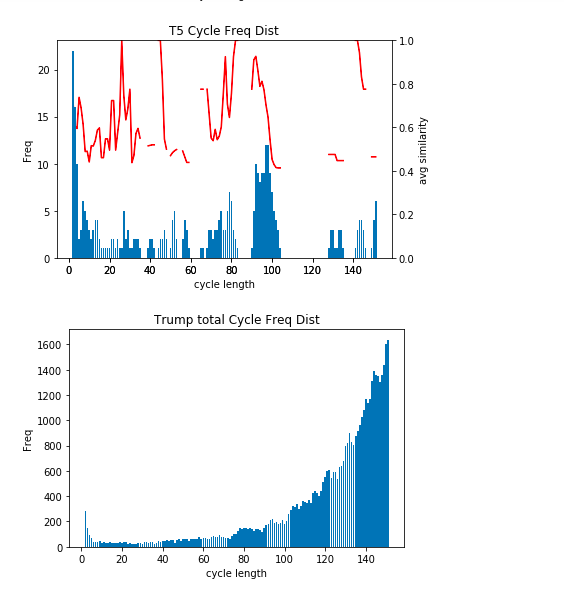 T5 Cycle Freq Dist
20
15
10
5
0
Freq
1.0
0.8
0.6
0.4
0.2
0.0
avg similarity
0 20 40 60 80 100 120 140
cycle length
Trump total Cycle Freq Dist
1600
1400
1200
1000
800
600
400
200
0
Freq
0 20 40 60 80 100 120 140
cycle length